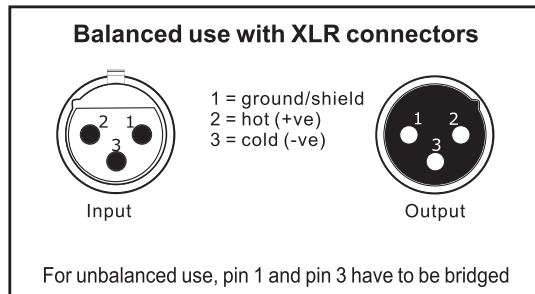 Balanced use with XLR connectors
1 = ground/shield
2 = hot (+ve)
3 = cold (-ve)
2 1
3
Input
1 2
3
Output
For unbalanced use, pin 1 and pin 3 have to be bridged